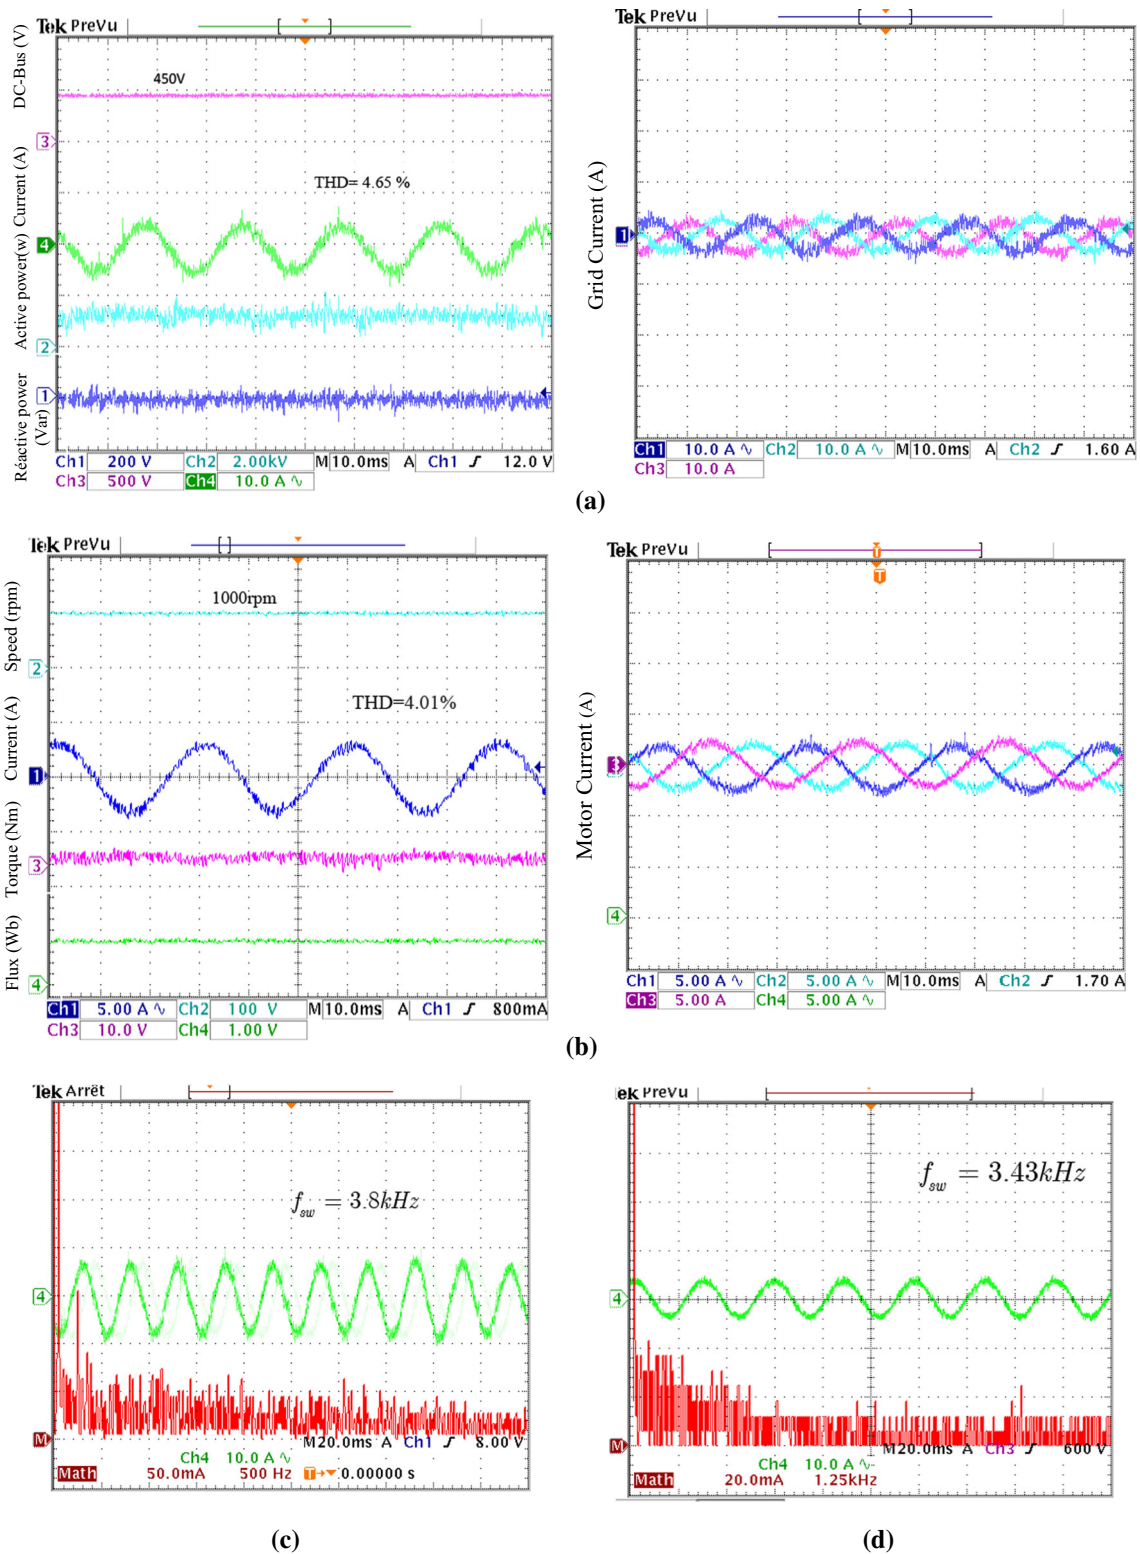 Tek PreVu
DC-Bus (V)
Current (A)
Active power(w)
Réactive power
(Var)
450V
3
THD= 4.65 %
4
2
1
Ch1 200 V Ch2 2.00kV M 10.0ms A Ch1 12.0 V
Ch3 500 V Ch4 10.0 A
Tek PreVu
Grid Current (A)
1
Ch1 10.0 A Ch2 10.0 A M 10.0ms A Ch2 1.60 A
Ch3 10.0 A
(a)
Tek PreVu
Speed (rpm)
Current (A)
Torque (Nm)
Flux (Wb)
1000rpm
2
THD=4.01%
1
3
4
Ch1 5.00 A Ch2 100 V M 10.0ms A Ch1 800mA
Ch3 10.0 V Ch4 1.00 V
Tek PreVu
T
T
Motor Current (A)
3
4
Ch1 5.00 A Ch2 5.00 A M 10.0ms A Ch2 1.70 A
Ch3 5.00 A Ch4 5.00 A
(b)
Tek Arrêt
fsw = 3.8kHz
4
M
M20.0ms A Ch1 8.00 V
Ch4 10.0 A
Math 50.0mA 500 Hz T 0.00000 s
(c)
Tek PreVu
fsw = 3.43kHz
4
M
M20.0ms A Ch3 600 V
Ch4 10.0 A
Math 20.0mA 1.25kHz
(d)